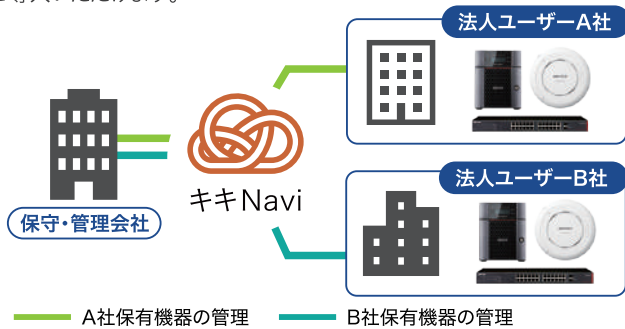 法人ユーザーA社
キキNavi
保守・管理会社
法人ユーザーB社
A社保有機器の管理
B社保有機器の管理